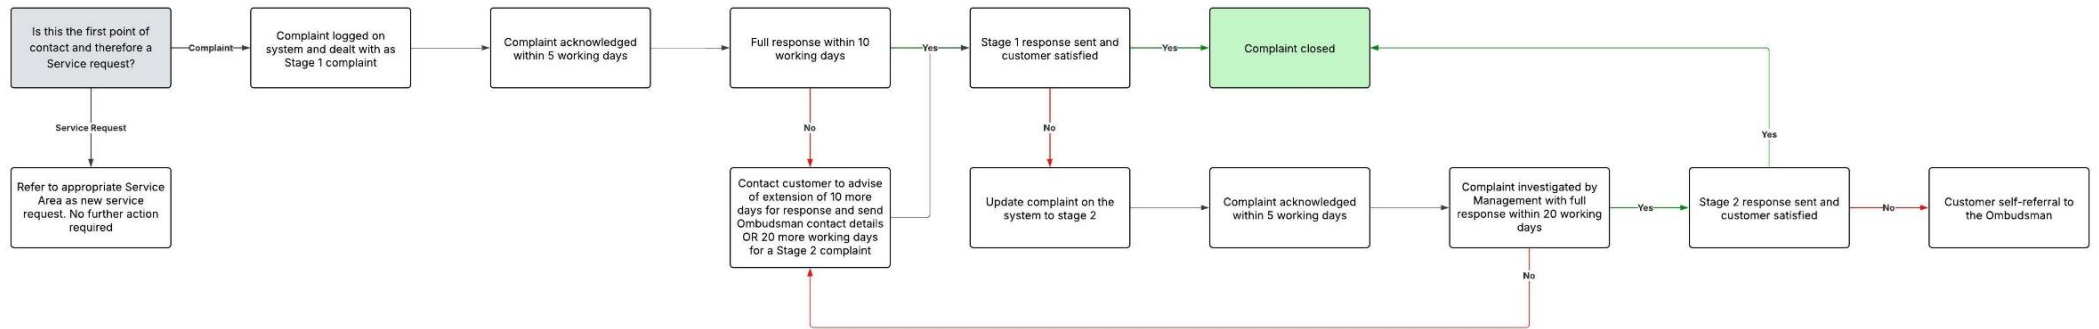 Is this the first point of
contact and therefore a
Service request?
Complaint
Complaint logged on
system and dealt with as
Stage 1 complaint
Complaint acknowledged
within 5 working days
Full response within 10
working days
Yes
Stage 1 response sent and
customer satisfied
Yes
Complaint closed
Service Request
No
No
Yes
Refer to appropriate Service
Area as new service
request. No further action
required
Contact customer to advise
of extension of 10 more
days for response and send
Ombudsman contact details
OR 20 more working days
for a Stage 2 complaint
Update complaint on the
system to stage 2
Complaint acknowledged
within 5 working days
Complaint investigated by
Management with full
response within 20 working
days
Yes
Stage 2 response sent and
customer satisfied
No
Customer self-referral to
the Ombudsman
No